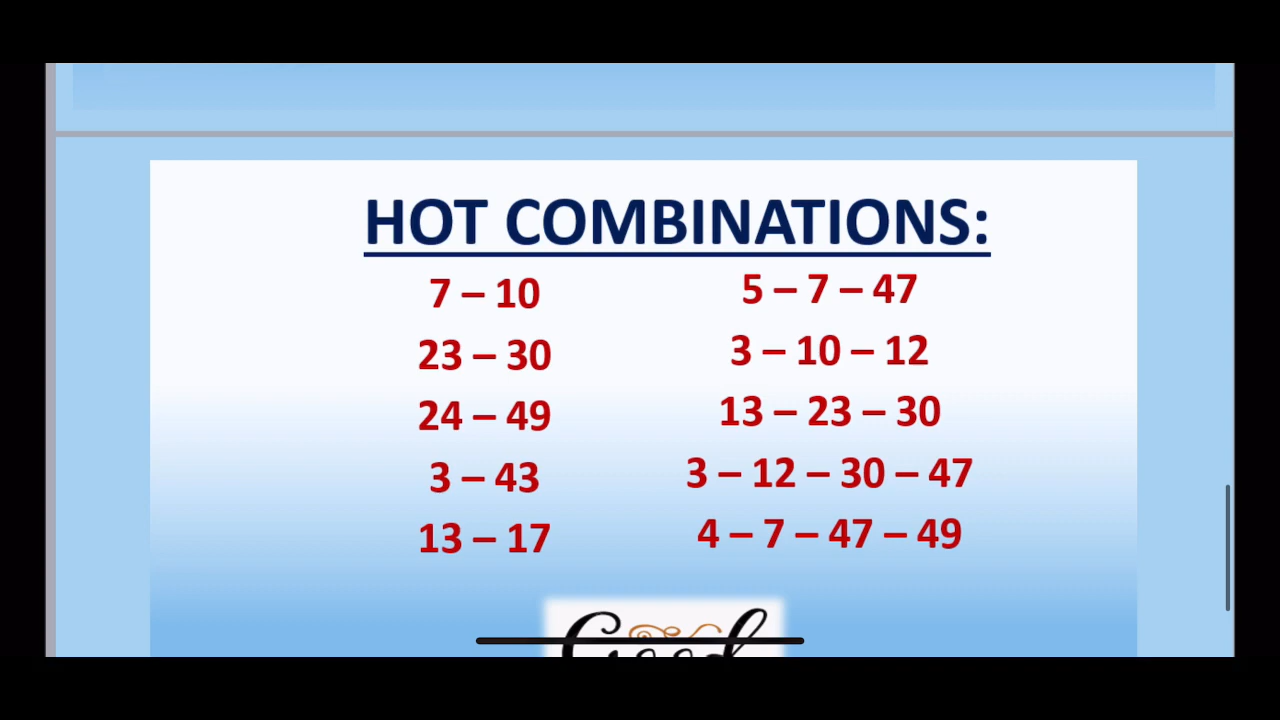 HOT COMBINATIONS:
7 – 10
23 – 30
24 – 49
3 – 43
13 – 17
5 – 7 – 47
3 – 10 – 12
13 – 23 – 30
3 – 12 – 30 – 47
4 – 7 – 47 – 49
Good